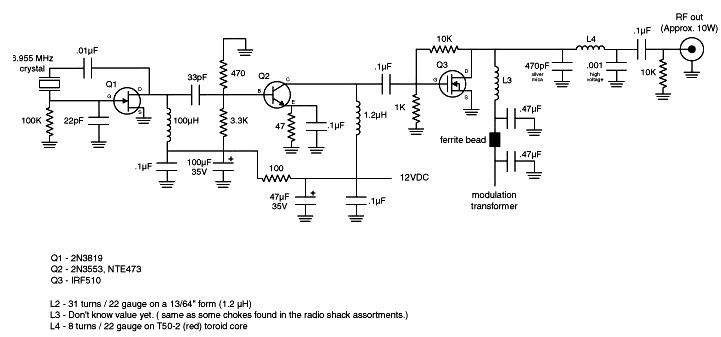 RF out
(Approx. 10W)
L4
.1µF
10K
3.955 MHz
crystal
.01µF
Q1
D
G
S
100K
22pF
33pF
470
Q2
C
B
E
3.3K
47
.1µF
100µH
.1µF
100µF
35V
+
100
47µF
35V
+
12VDC
.1µF
1.2µH
.1µF
10K
Q3
D
G
S
1K
470pF
silver
mica
.001
high
voltage
L3
.47µF
ferrite bead
.47µF
modulation
transformer
Q1 - 2N3819
Q2 - 2N3553, NTE473
Q3 - IRF510
L2 - 31 turns / 22 gauge on a 13/64" form (1.2 µH)
L3 - Don't know value yet. ( same as some chokes found in the radio shack assortments.)
L4 - 8 turns / 22 gauge on T50-2 (red) toroid core